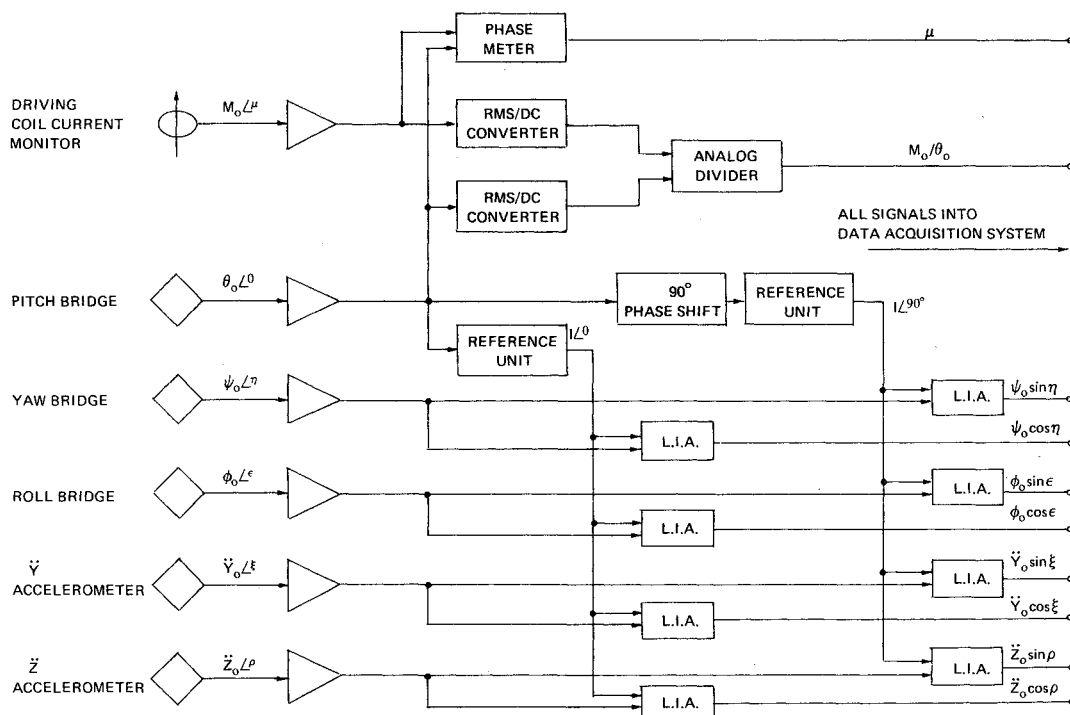 PHASE
METER
μ
DRIVING
COIL CURRENT
MONITOR
M₀∠μ
RMS/DC
CONVERTER
ANALOG
DIVIDER
M₀/θ₀
RMS/DC
CONVERTER
ALL SIGNALS INTO
DATA ACQUISITION SYSTEM
PITCH BRIDGE
θ₀∠0
90°
PHASE SHIFT
REFERENCE
UNIT
I∠90°
REFERENCE
UNIT
I∠0
YAW BRIDGE
ψ₀∠η
L.I.A.
ψ₀sinη
L.I.A.
ψ₀cosη
ROLL BRIDGE
ϕ₀∠ϵ
L.I.A.
ϕ₀sinϵ
L.I.A.
ϕ₀cosϵ
Ÿ
ACCELEROMETER
Ÿ₀∠ξ
L.I.A.
Ÿ₀sinξ
L.I.A.
Ÿ₀cosξ
Z̈
ACCELEROMETER
Z̈₀∠ρ
L.I.A.
Z̈₀sinρ
L.I.A.
Z̈₀cosρ